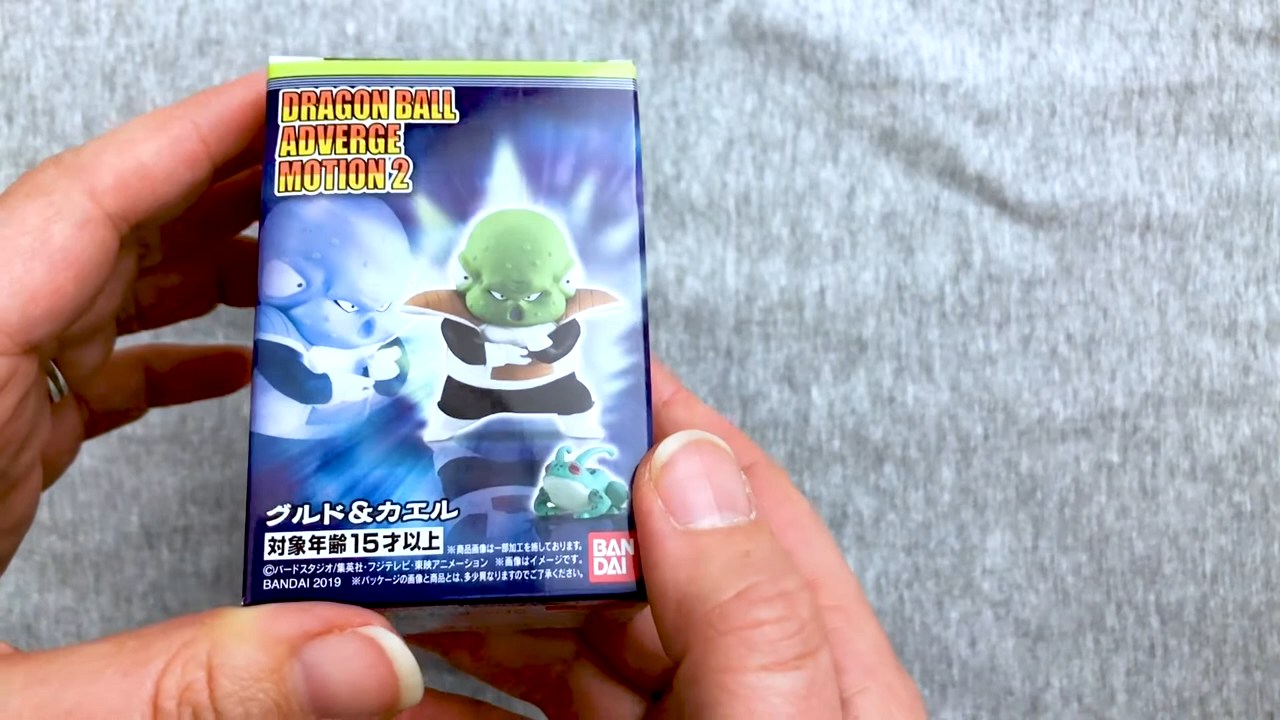 DRAGON BALL
ADVERGE
MOTION 2
グルド&カエル
対象年齢15才以上
※商品画像は一部加工を施しております。
©バードスタジオ/集英社・フジテレビ・東映アニメーション ※画像はイメージです。
BANDAI 2019 ※パッケージの画像と商品とは、多少異なりますのでご了承ください。
BAN
DAI